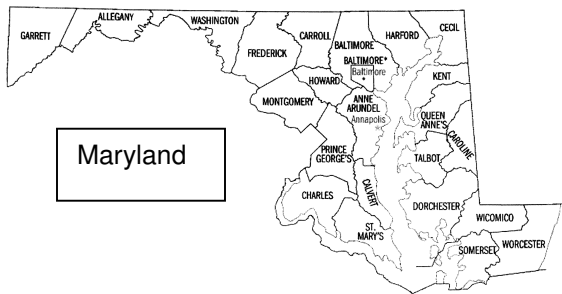 GARRETT
ALLEGANY
WASHINGTON
FREDERICK
CARROLL
BALTIMORE
HARFORD
CECIL
BALTIMORE*
Baltimore
HOWARD
KENT
MONTGOMERY
ANNE
ARUNDEL
Annapolis
QUEEN
ANNE'S
CAROLINE
PRINCE
GEORGE'S
TALBOT
Maryland
CALVERT
CHARLES
DORCHESTER
ST.
MARY'S
WICOMICO
SOMERSET
WORCESTER